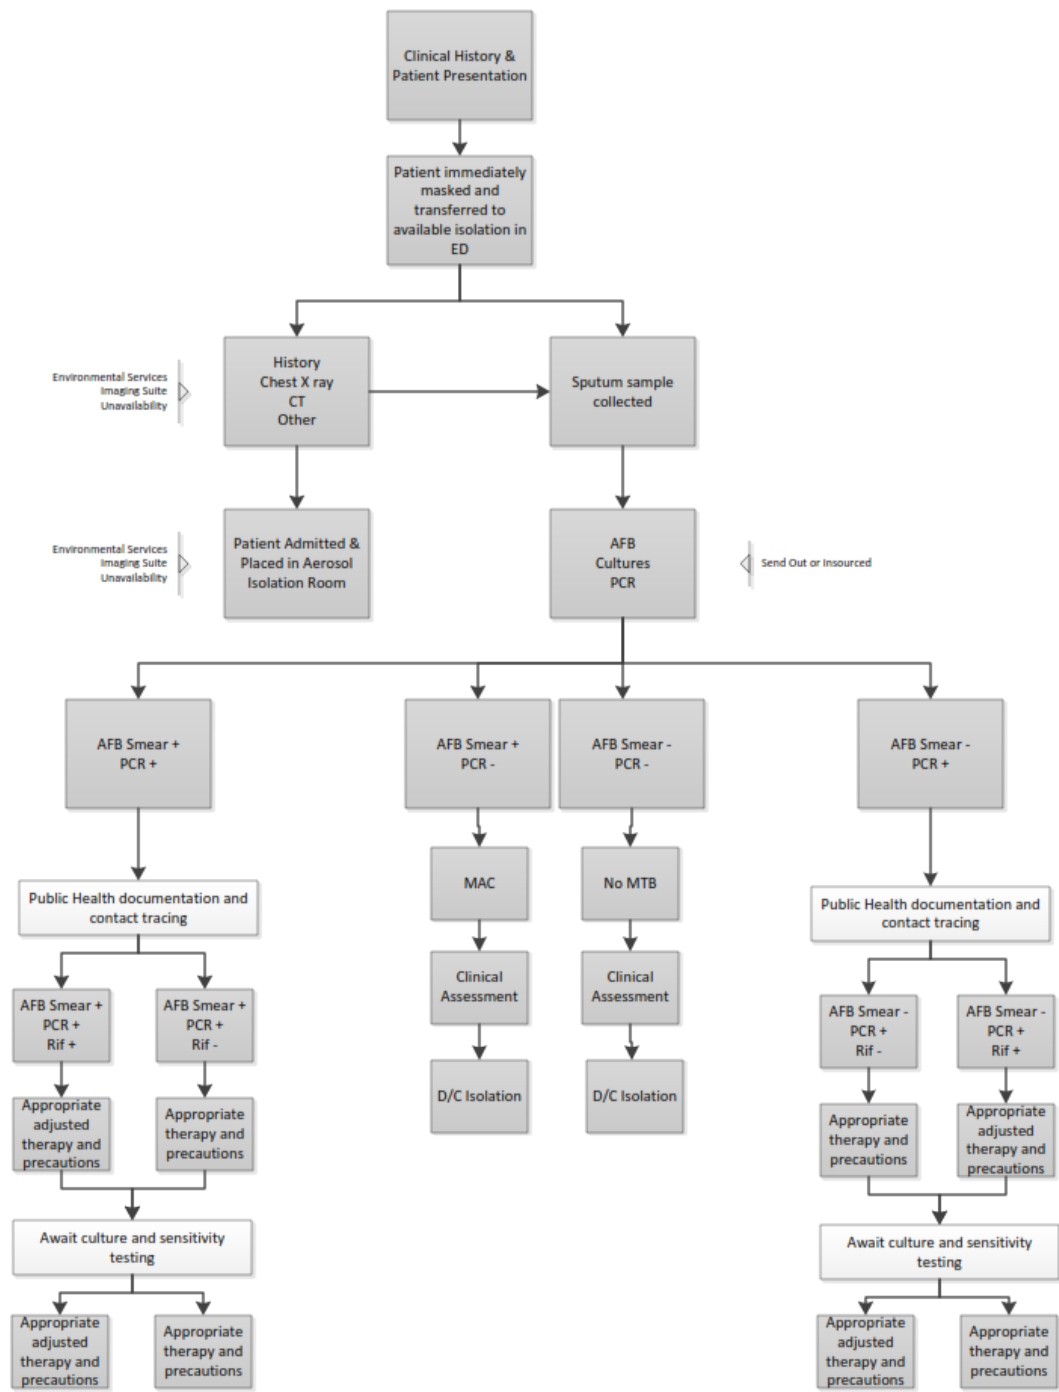 Clinical History &
Patient Presentation
Patient immediately
masked and
transferred to
available isolation in
ED
Environmental Services
Imaging Suite
Unavailability
History
Chest X ray
CT
Other
Sputum sample
collected
Environmental Services
Imaging Suite
Unavailability
Patient Admitted &
Placed in Aerosol
Isolation Room
AFB
Cultures
PCR
Send Out or Insourced
AFB Smear +
PCR +
AFB Smear +
PCR -
AFB Smear -
PCR -
AFB Smear -
PCR +
MAC
No MTB
Public Health documentation and
contact tracing
Public Health documentation and
contact tracing
Clinical
Assessment
Clinical
Assessment
AFB Smear +
PCR +
Rif +
AFB Smear +
PCR +
Rif -
AFB Smear -
PCR +
Rif -
AFB Smear -
PCR +
Rif +
D/C Isolation
D/C Isolation
Appropriate
adjusted
therapy and
precautions
Appropriate
therapy and
precautions
Appropriate
therapy and
precautions
Appropriate
adjusted
therapy and
precautions
Await culture and sensitivity
testing
Await culture and sensitivity
testing
Appropriate
adjusted
therapy and
precautions
Appropriate
therapy and
precautions
Appropriate
adjusted
therapy and
precautions
Appropriate
therapy and
precautions